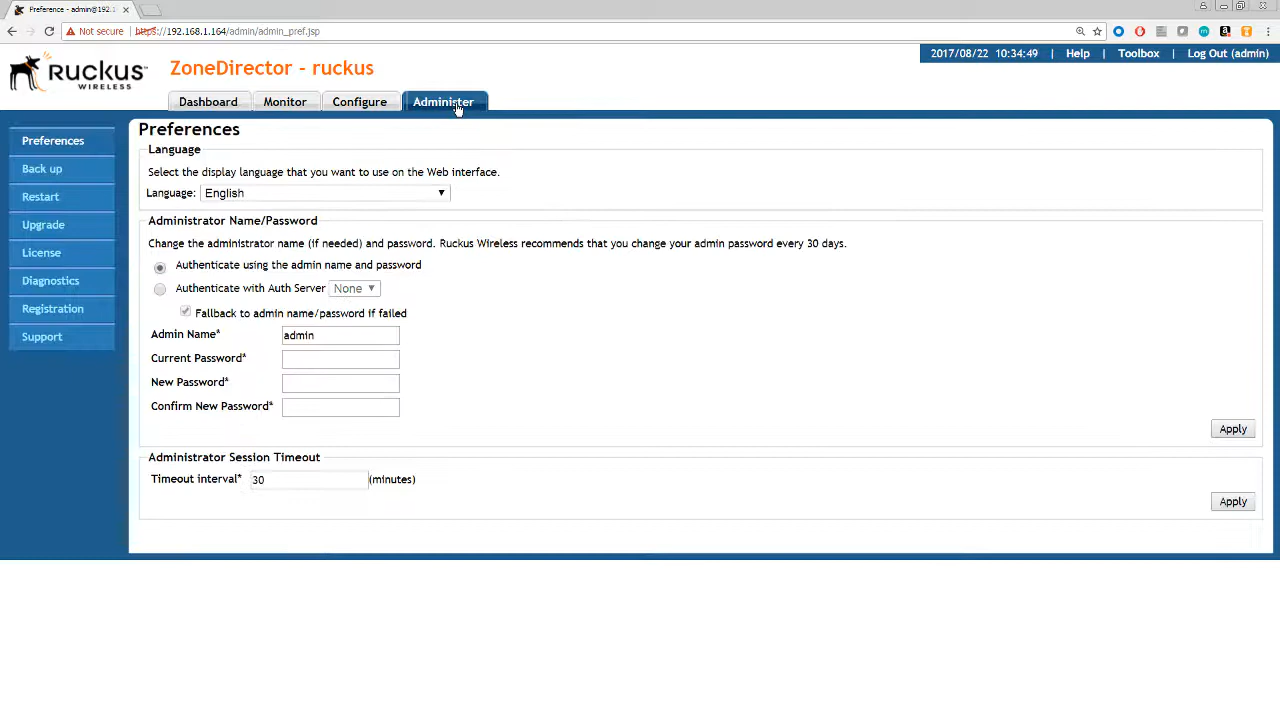 Preference - admin@192.1
Not secure https://192.168.1.164/admin/admin_pref.jsp
2017/08/22 10:34:49 Help Toolbox Log Out (admin)
Ruckus WIRELESS
ZoneDirector - ruckus
Dashboard Monitor Configure Administer
Preferences
Back up
Restart
Upgrade
License
Diagnostics
Registration
Support
Preferences
Language
Select the display language that you want to use on the Web interface.
Language: English
Administrator Name/Password
Change the administrator name (if needed) and password. Ruckus Wireless recommends that you change your admin password every 30 days.
Authenticate using the admin name and password
Authenticate with Auth Server None
Fallback to admin name/password if failed
Admin Name* admin
Current Password*
New Password*
Confirm New Password*
Apply
Administrator Session Timeout
Timeout interval* 30 (minutes)
Apply